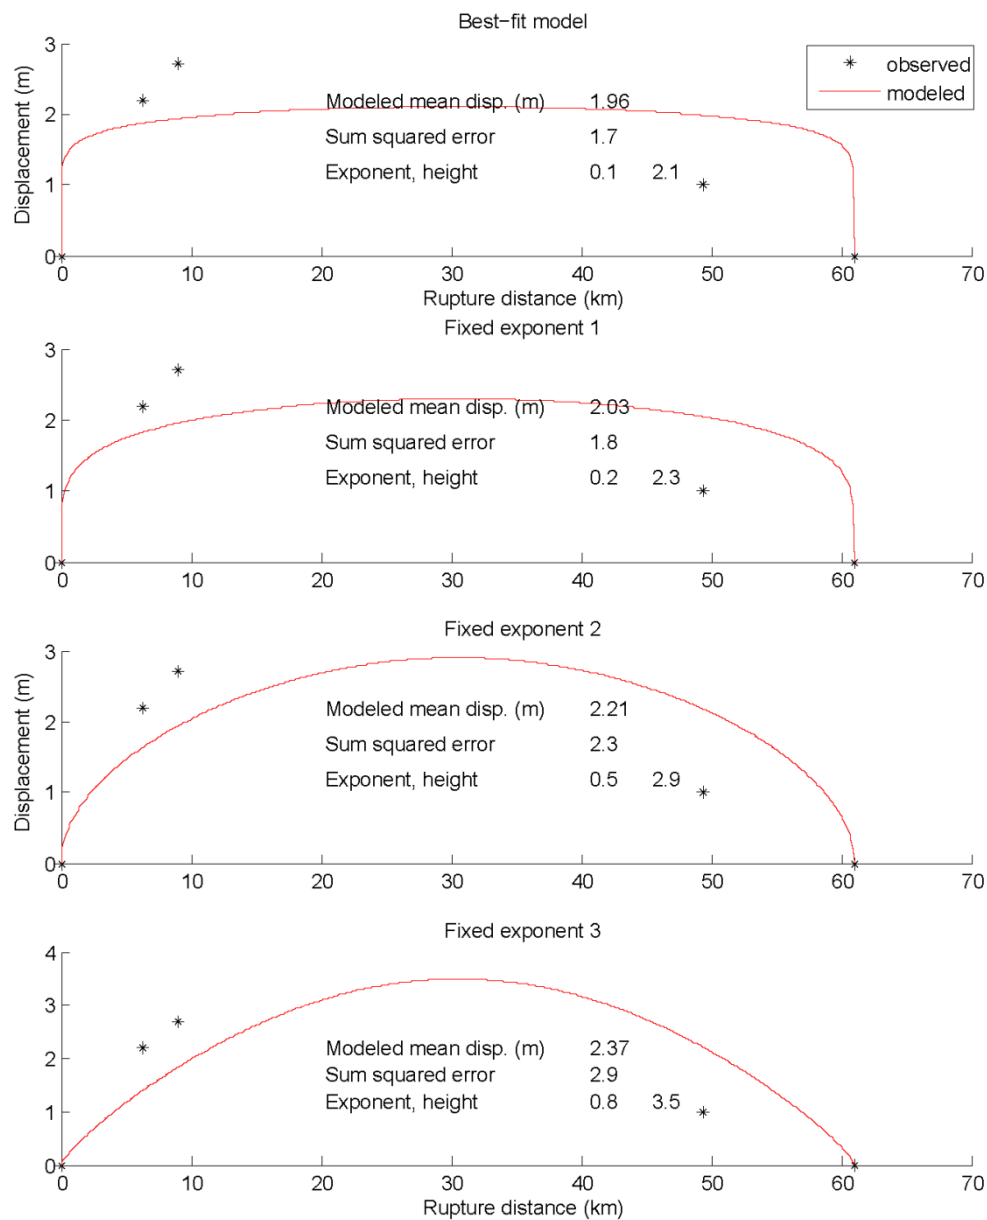 Best-fit model
3
2
1
0
Displacement (m)
observed
modeled
Modeled mean disp. (m) 1.96
Sum squared error 1.7
Exponent, height 0.1 2.1
0 10 20 30 40 50 60 70
Rupture distance (km)
Fixed exponent 1
3
2
1
0
Modeled mean disp. (m) 2.03
Sum squared error 1.8
Exponent, height 0.2 2.3
0 10 20 30 40 50 60 70
Fixed exponent 2
3
2
1
0
Displacement (m)
Modeled mean disp. (m) 2.21
Sum squared error 2.3
Exponent, height 0.5 2.9
0 10 20 30 40 50 60 70
Fixed exponent 3
4
3
2
1
0
Modeled mean disp. (m) 2.37
Sum squared error 2.9
Exponent, height 0.8 3.5
0 10 20 30 40 50 60 70
Rupture distance (km)